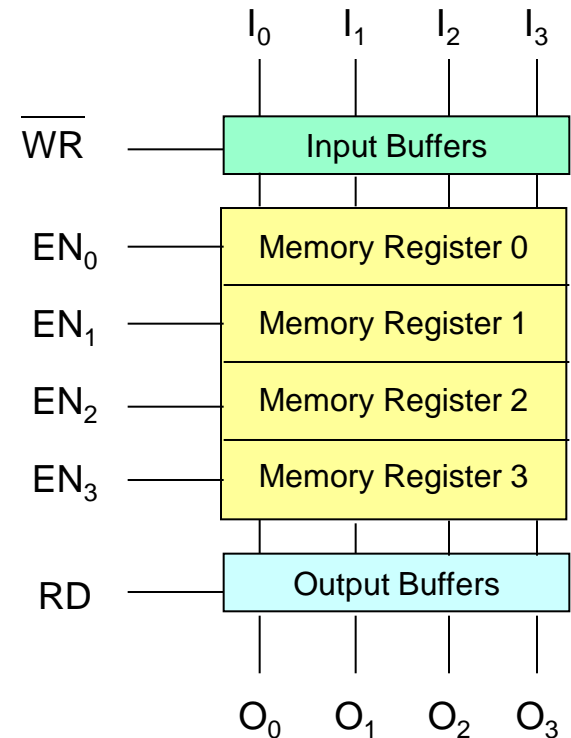 I₀ I₁ I₂ I₃
W̅R̅ Input Buffers
EN₀ Memory Register 0
EN₁ Memory Register 1
EN₂ Memory Register 2
EN₃ Memory Register 3
RD Output Buffers
O₀ O₁ O₂ O₃